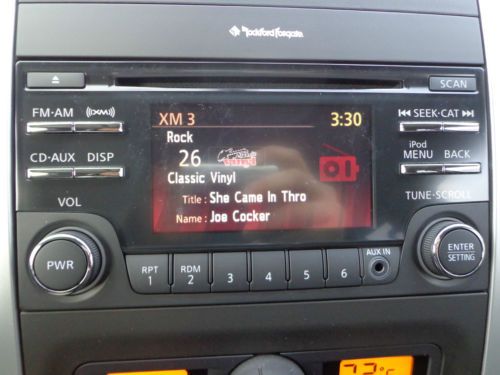 Rockford Fosgate
SCAN
FM-AM XM
XM 3 3:30
SEEK-CAT
Rock
26
CD-AUX DISP
iPod
MENU BACK
Classic Vinyl
VOL
Title : She Came In Thro
TUNE-SCROLL
Name : Joe Cocker
PWR
ENTER
SETTING
AUX IN
RPT RDM
1 2 3 4 5 6